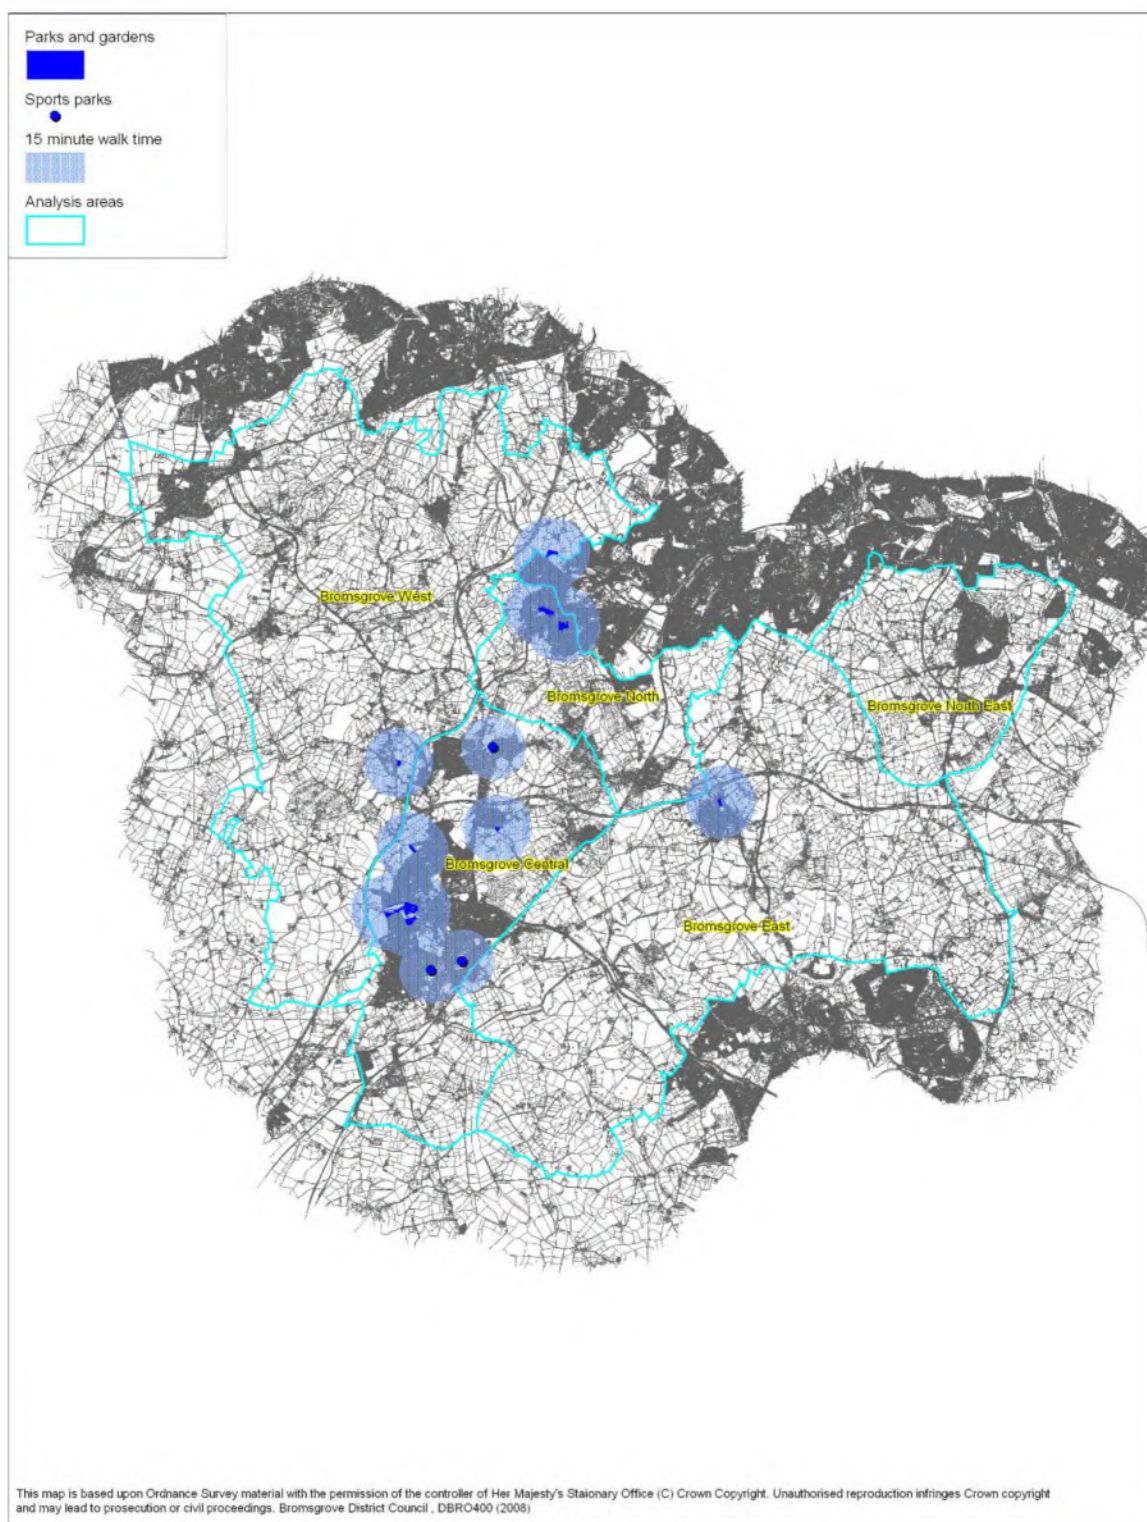 Parks and gardens
Sports parks
15 minute walk time
Analysis areas
Bromsgrove West
Bromsgrove North
Bromsgrove North East
Bromsgrove Central
Bromsgrove East
This map is based upon Ordnance Survey material with the permission of the controller of Her Majesty's Staionary Office (C) Crown Copyright. Unauthorised reproduction infringes Crown copyright
and may lead to prosecution or civil proceedings. Bromsgrove District Council , DBRO400 (2008)